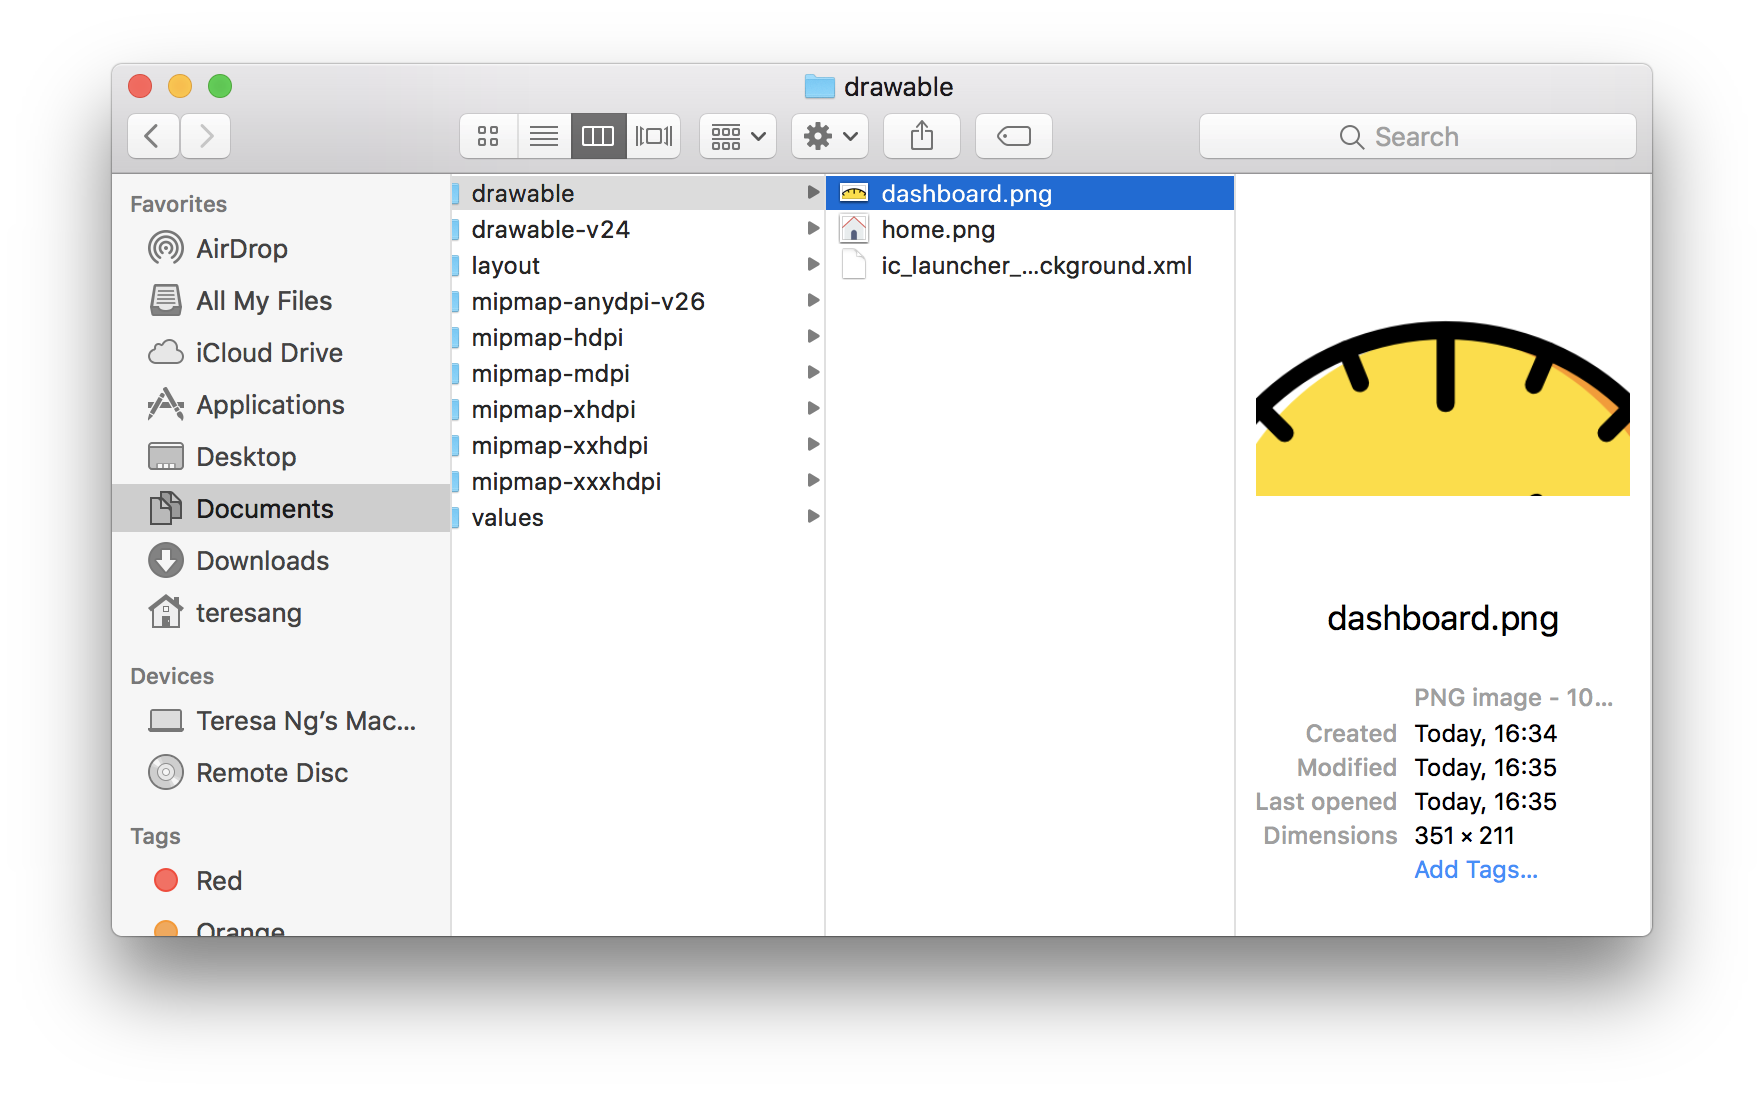 drawable
Search
Favorites
AirDrop
All My Files
iCloud Drive
Applications
Desktop
Documents
Downloads
teresang
Devices
Teresa Ng’s Mac...
Remote Disc
Tags
Red
Orange
drawable
drawable-v24
layout
mipmap-anydpi-v26
mipmap-hdpi
mipmap-mdpi
mipmap-xhdpi
mipmap-xxhdpi
mipmap-xxxhdpi
values
dashboard.png
home.png
ic_launcher_...ckground.xml
dashboard.png
PNG image - 10...
Created Today, 16:34
Modified Today, 16:35
Last opened Today, 16:35
Dimensions 351 × 211
Add Tags...